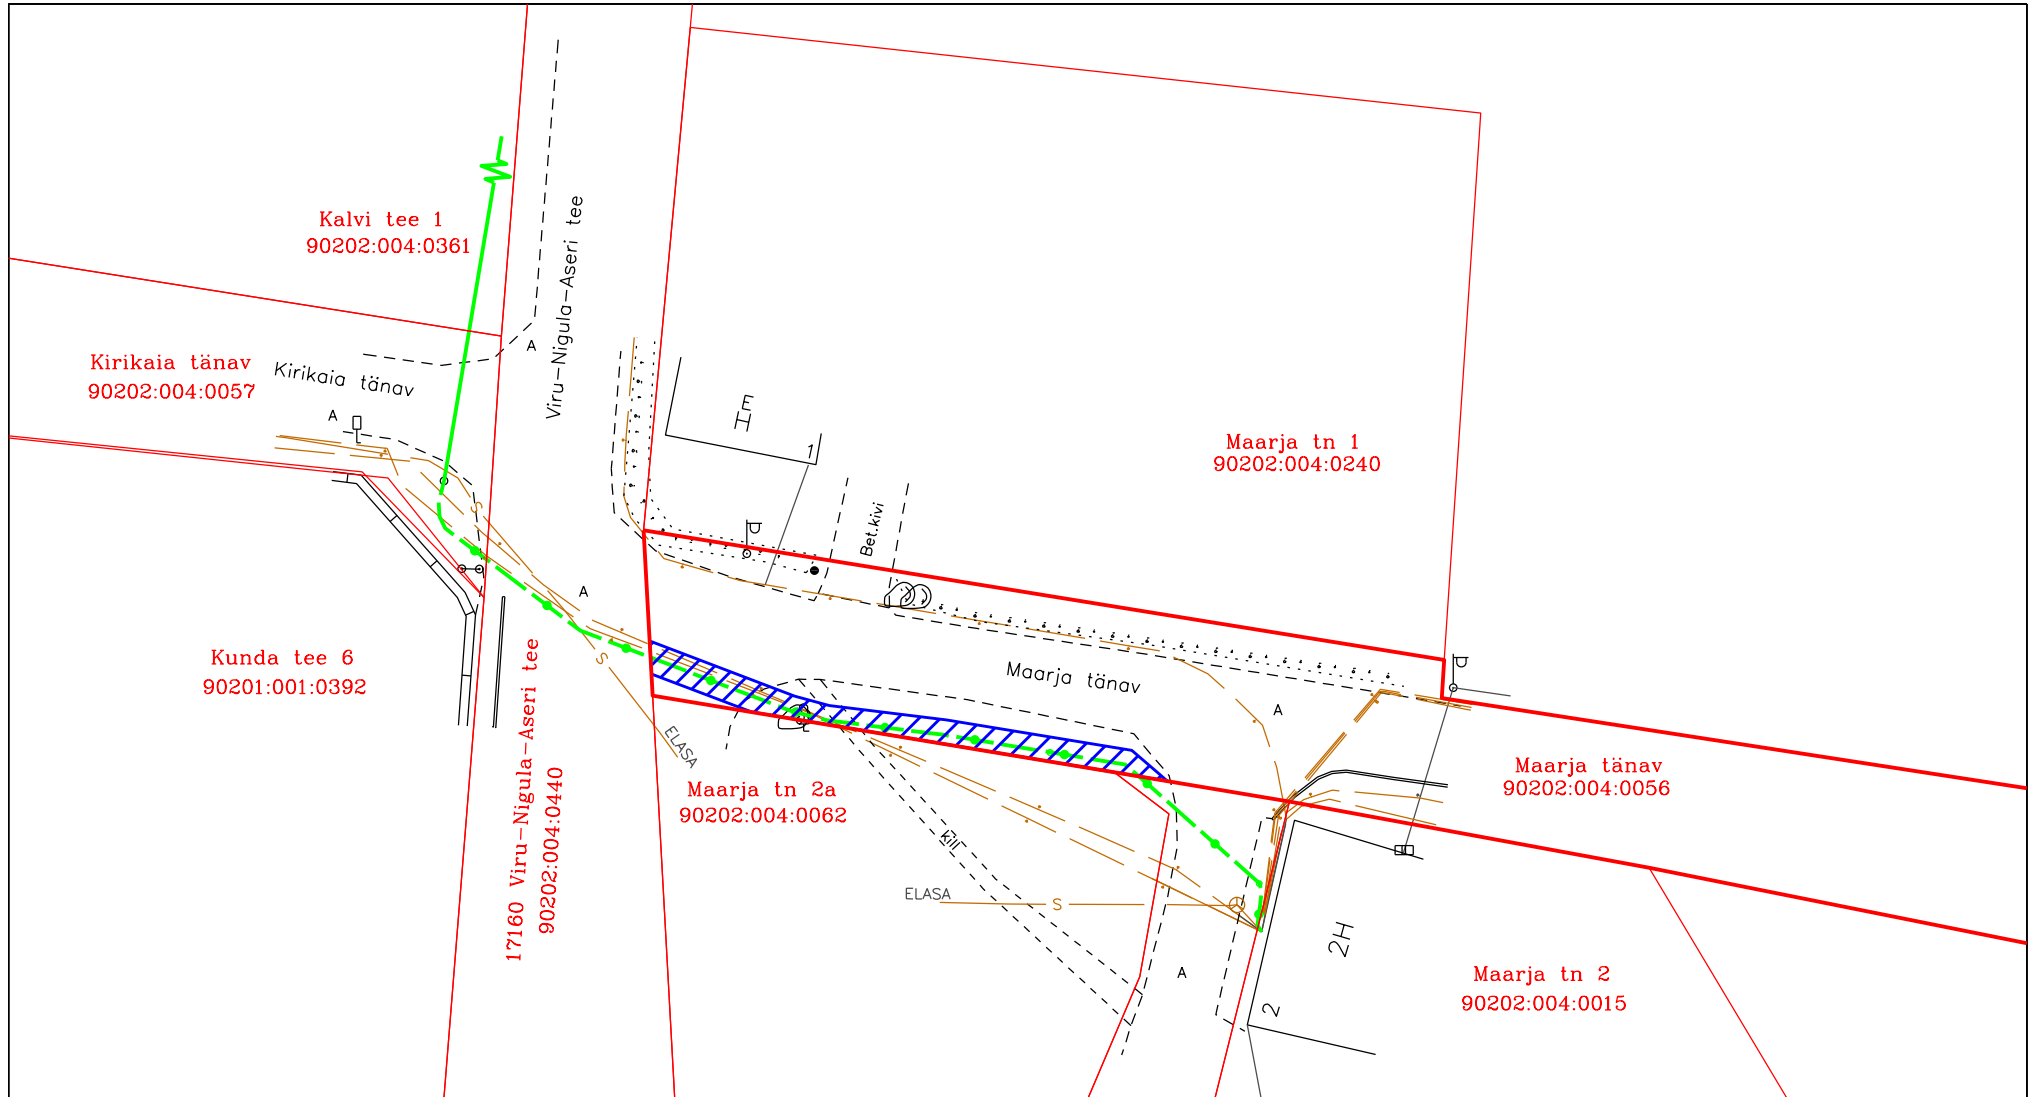 Kalvi tee 1
90202:004:0361
Viru-Nigula-Aseri tee
A
Kirikaia tänav
90202:004:0057
Kirikaia tänav
A
E
1
Maarja tn 1
90202:004:0240
Bet.kivi
S
A
Kunda tee 6
90201:001:0392
S
Maarja tänav
A
ELASA
17160 Viru-Nigula-Aseri tee
90202:004:0440
Maarja tn 2a
90202:004:0062
Maarja tänav
90202:004:0056
kill
ELASA
S
2H
A
2
Maarja tn 2
90202:004:0015